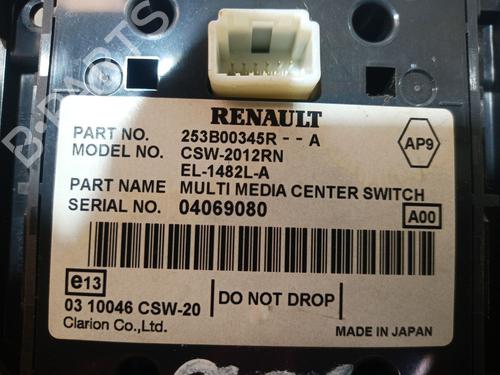 B-PARTS
RENAULT
PART NO. 253B00345R - - A
AP9
MODEL NO. CSW-2012RN
EL-1482L-A
PART NAME MULTI MEDIA CENTER SWITCH
SERIAL NO. 04069080
A00
e13
03 10046 CSW-20
DO NOT DROP
Clarion Co.,Ltd.
MADE IN JAPAN